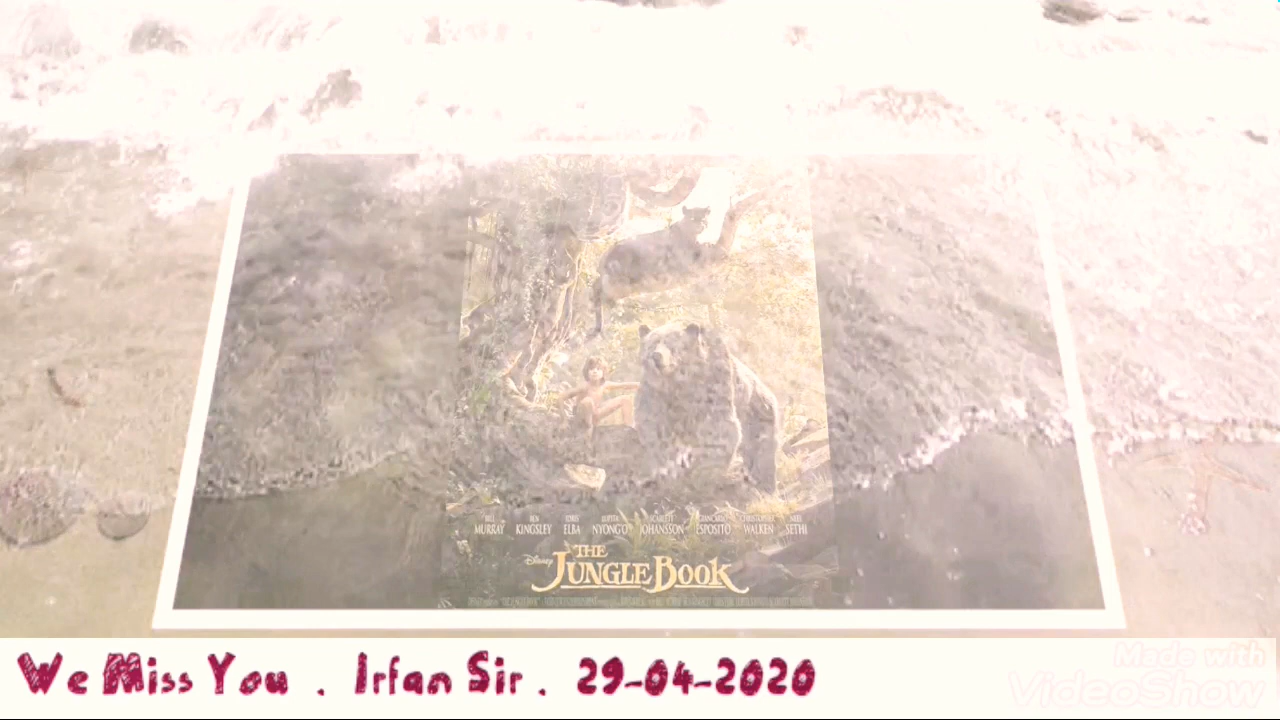 BILL BEN IDRIS LUPITA SCARLETT GIANCARLO CHRISTOPHER NEEL
MURRAY KINGSLEY ELBA NYONG'O JOHANSSON ESPOSITO WALKEN SETHI
Disney THE
JUNGLE BOOK
We Miss You . Irfan Sir . 29-04-2020
Made with
VideoShow